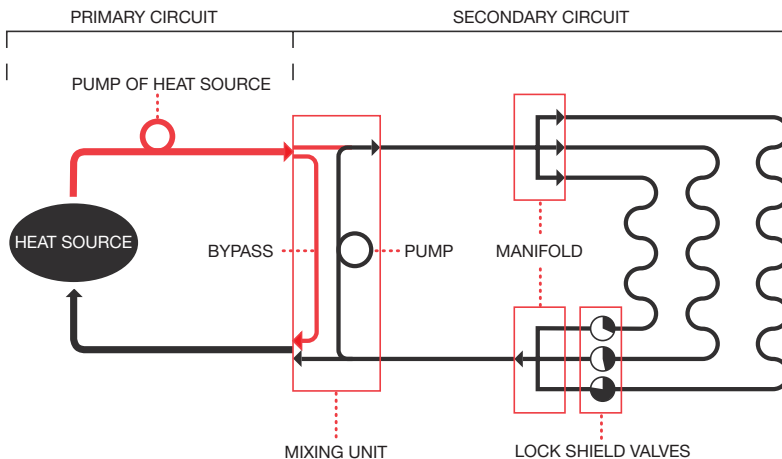 PRIMARY CIRCUIT
SECONDARY CIRCUIT
PUMP OF HEAT SOURCE
HEAT SOURCE
BYPASS
PUMP
MANIFOLD
MIXING UNIT
LOCK SHIELD VALVES